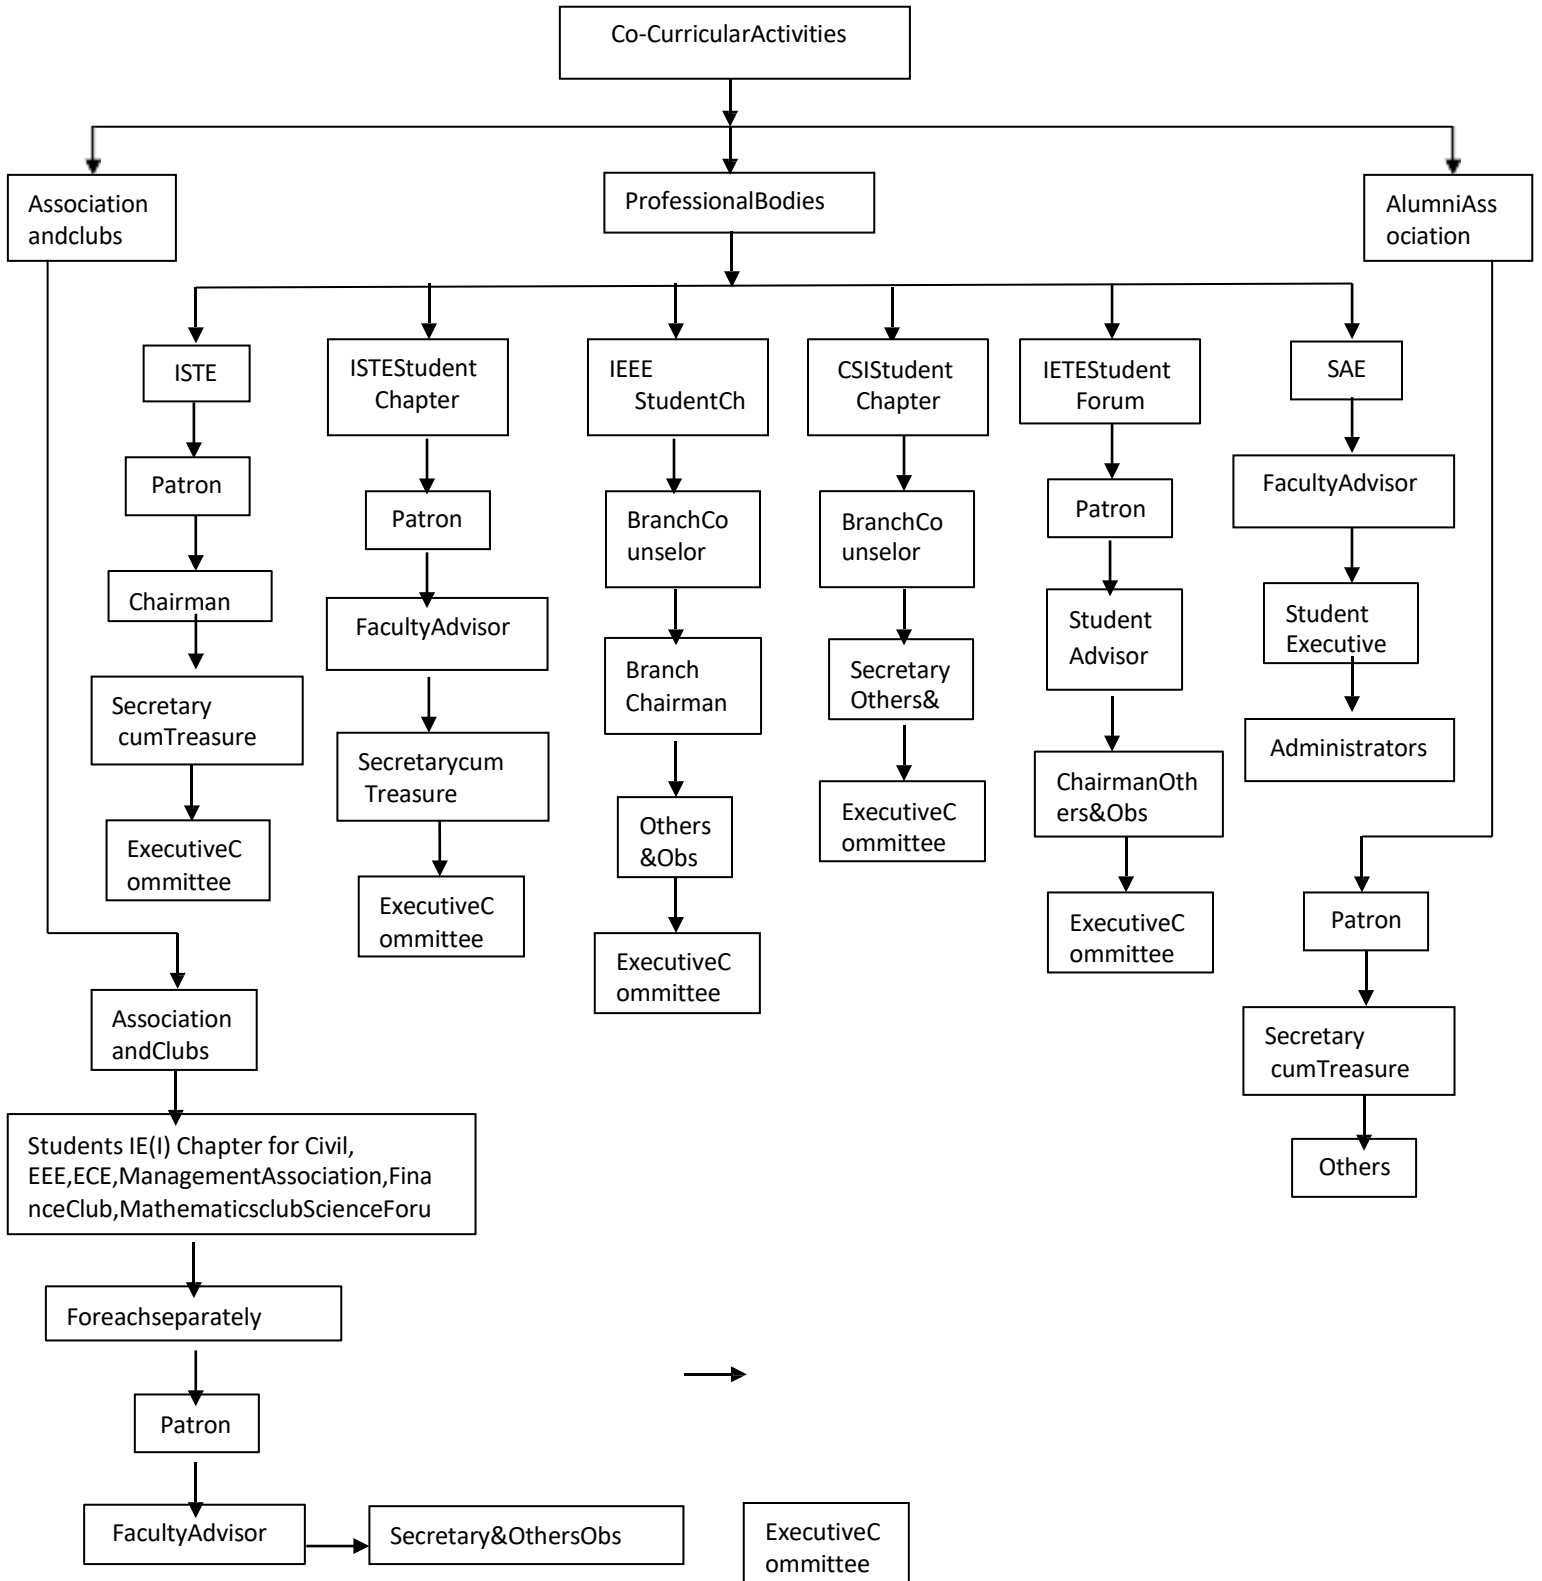 Co-CurricularActivities
Association
andclubs
ProfessionalBodies
AlumniAss
ociation
ISTE
ISTEStudent
Chapter
IEEE
StudentCh
CSIStudent
Chapter
IETEStudent
Forum
SAE
Patron
Patron
BranchCo
unselor
BranchCo
unselor
Patron
FacultyAdvisor
Chairman
FacultyAdvisor
Branch
Chairman
Secretary
Others&
Student
Advisor
Student
Executive
Secretary
cumTreasure
Secretarycum
Treasure
Others
&Obs
ExecutiveC
ommittee
ChairmanOth
ers&Obs
Administrators
ExecutiveC
ommittee
ExecutiveC
ommittee
ExecutiveC
ommittee
ExecutiveC
ommittee
Patron
Secretary
cumTreasure
Others
Association
andClubs
Students IE(I) Chapter for Civil,
EEE,ECE,ManagementAssociation,Fina
nceClub,MathematicsclubScienceForu
Foreachseparately
Patron
FacultyAdvisor
Secretary&OthersObs
ExecutiveC
ommittee